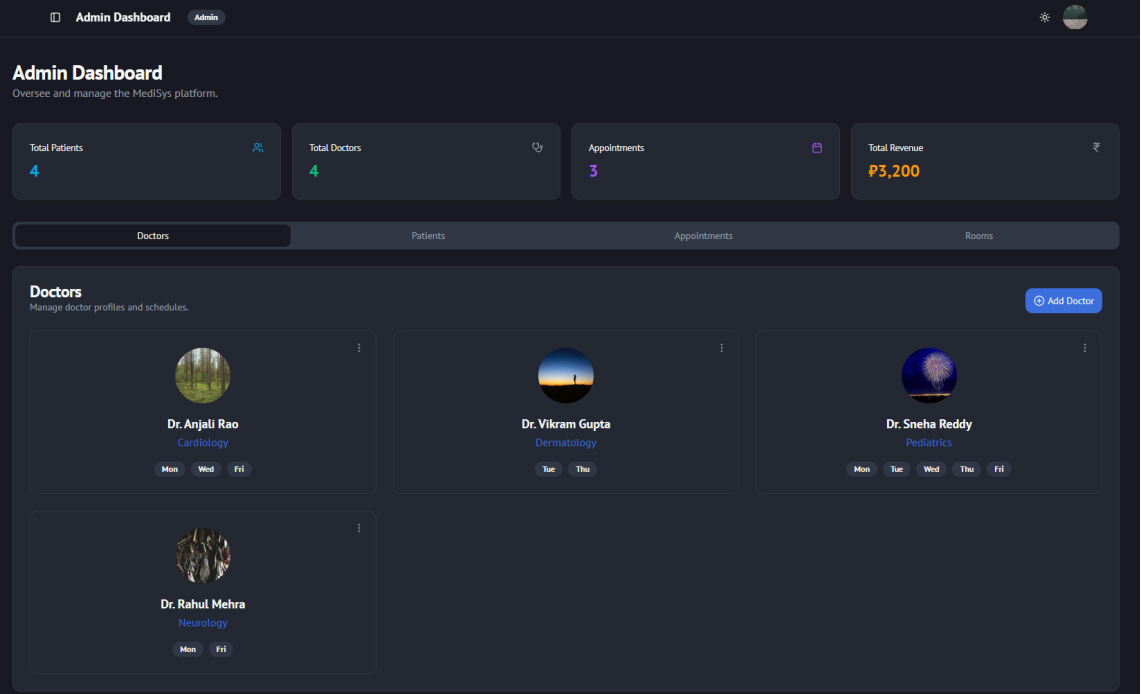 Admin Dashboard Admin
Admin Dashboard
Oversee and manage the MediSys platform.
Total Patients
₹
4
Total Doctors
4
Appointments
3
Total Revenue
₽3,200
Doctors Patients Appointments Rooms
Doctors
Manage doctor profiles and schedules.
Add Doctor
Dr. Anjali Rao
Cardiology
Mon Wed Fri
Dr. Vikram Gupta
Dermatology
Tue Thu
Dr. Sneha Reddy
Pediatrics
Mon Tue Wed Thu Fri
Dr. Rahul Mehra
Neurology
Mon Fri